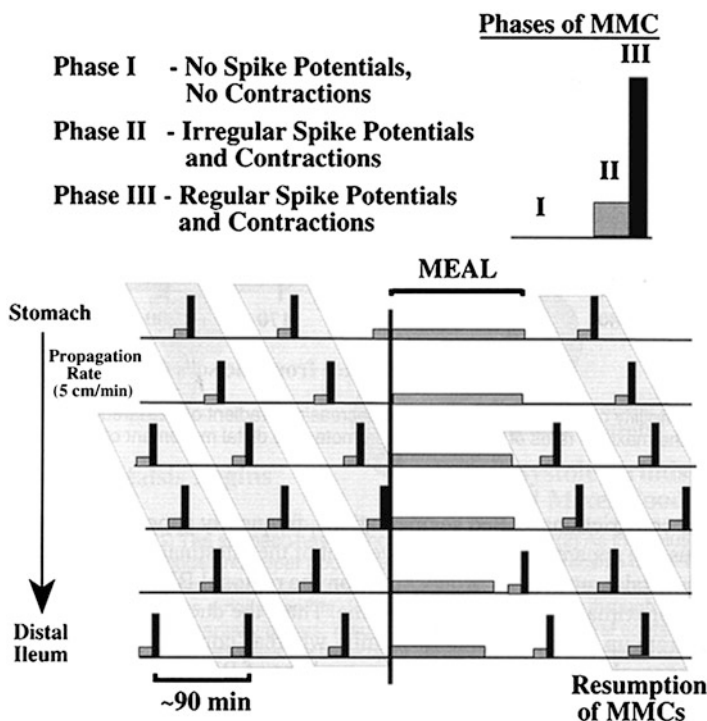 Phases of MMC
III
Phase I - No Spike Potentials,
No Contractions
Phase II - Irregular Spike Potentials
and Contractions
II
Phase III - Regular Spike Potentials
and Contractions
I
MEAL
Stomach
Propagation
Rate
(5 cm/min)
Distal
Ileum
~90 min
Resumption
of MMCs